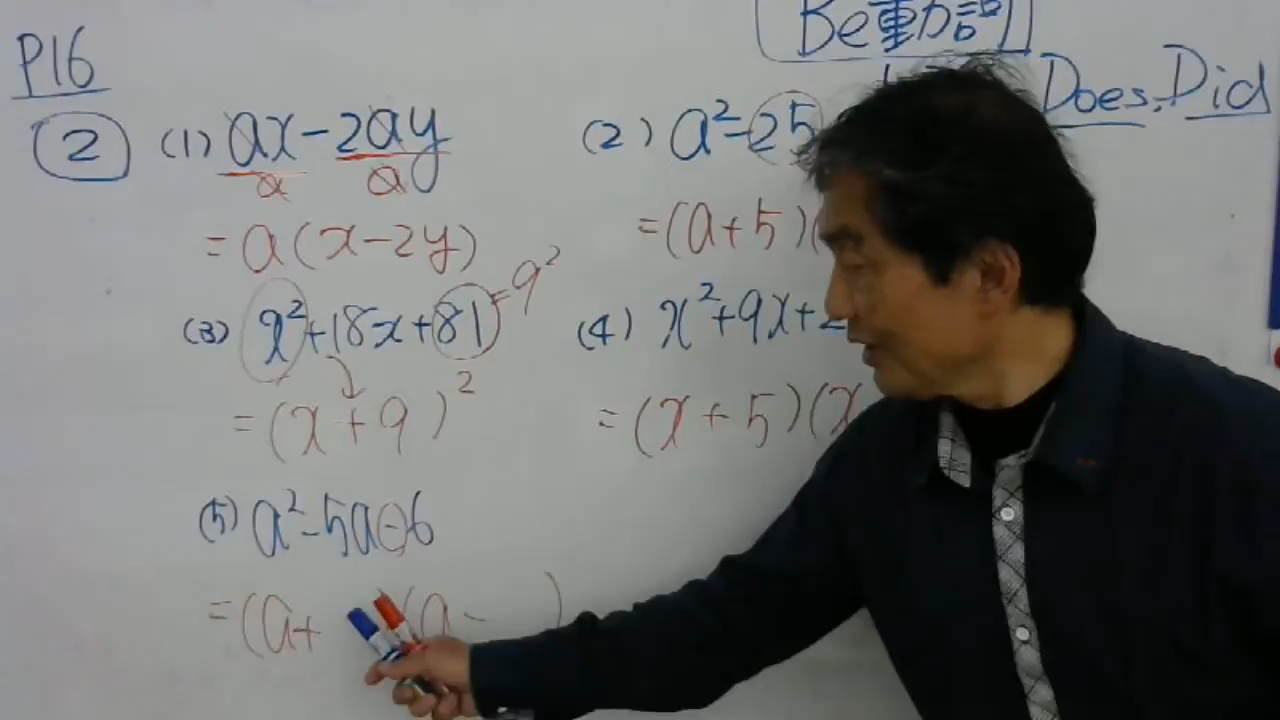 P16
Be動詞
Does, Did
② (1) ax-2ay
a a
=a(x-2y)
(2) a²-25
=(a+5)(
(3) x²+18x+81=9²
=(x+9)²
(4) x²+9x+2
=(x+5)(x
(5) a²-5a-6
=(a+ (a- )